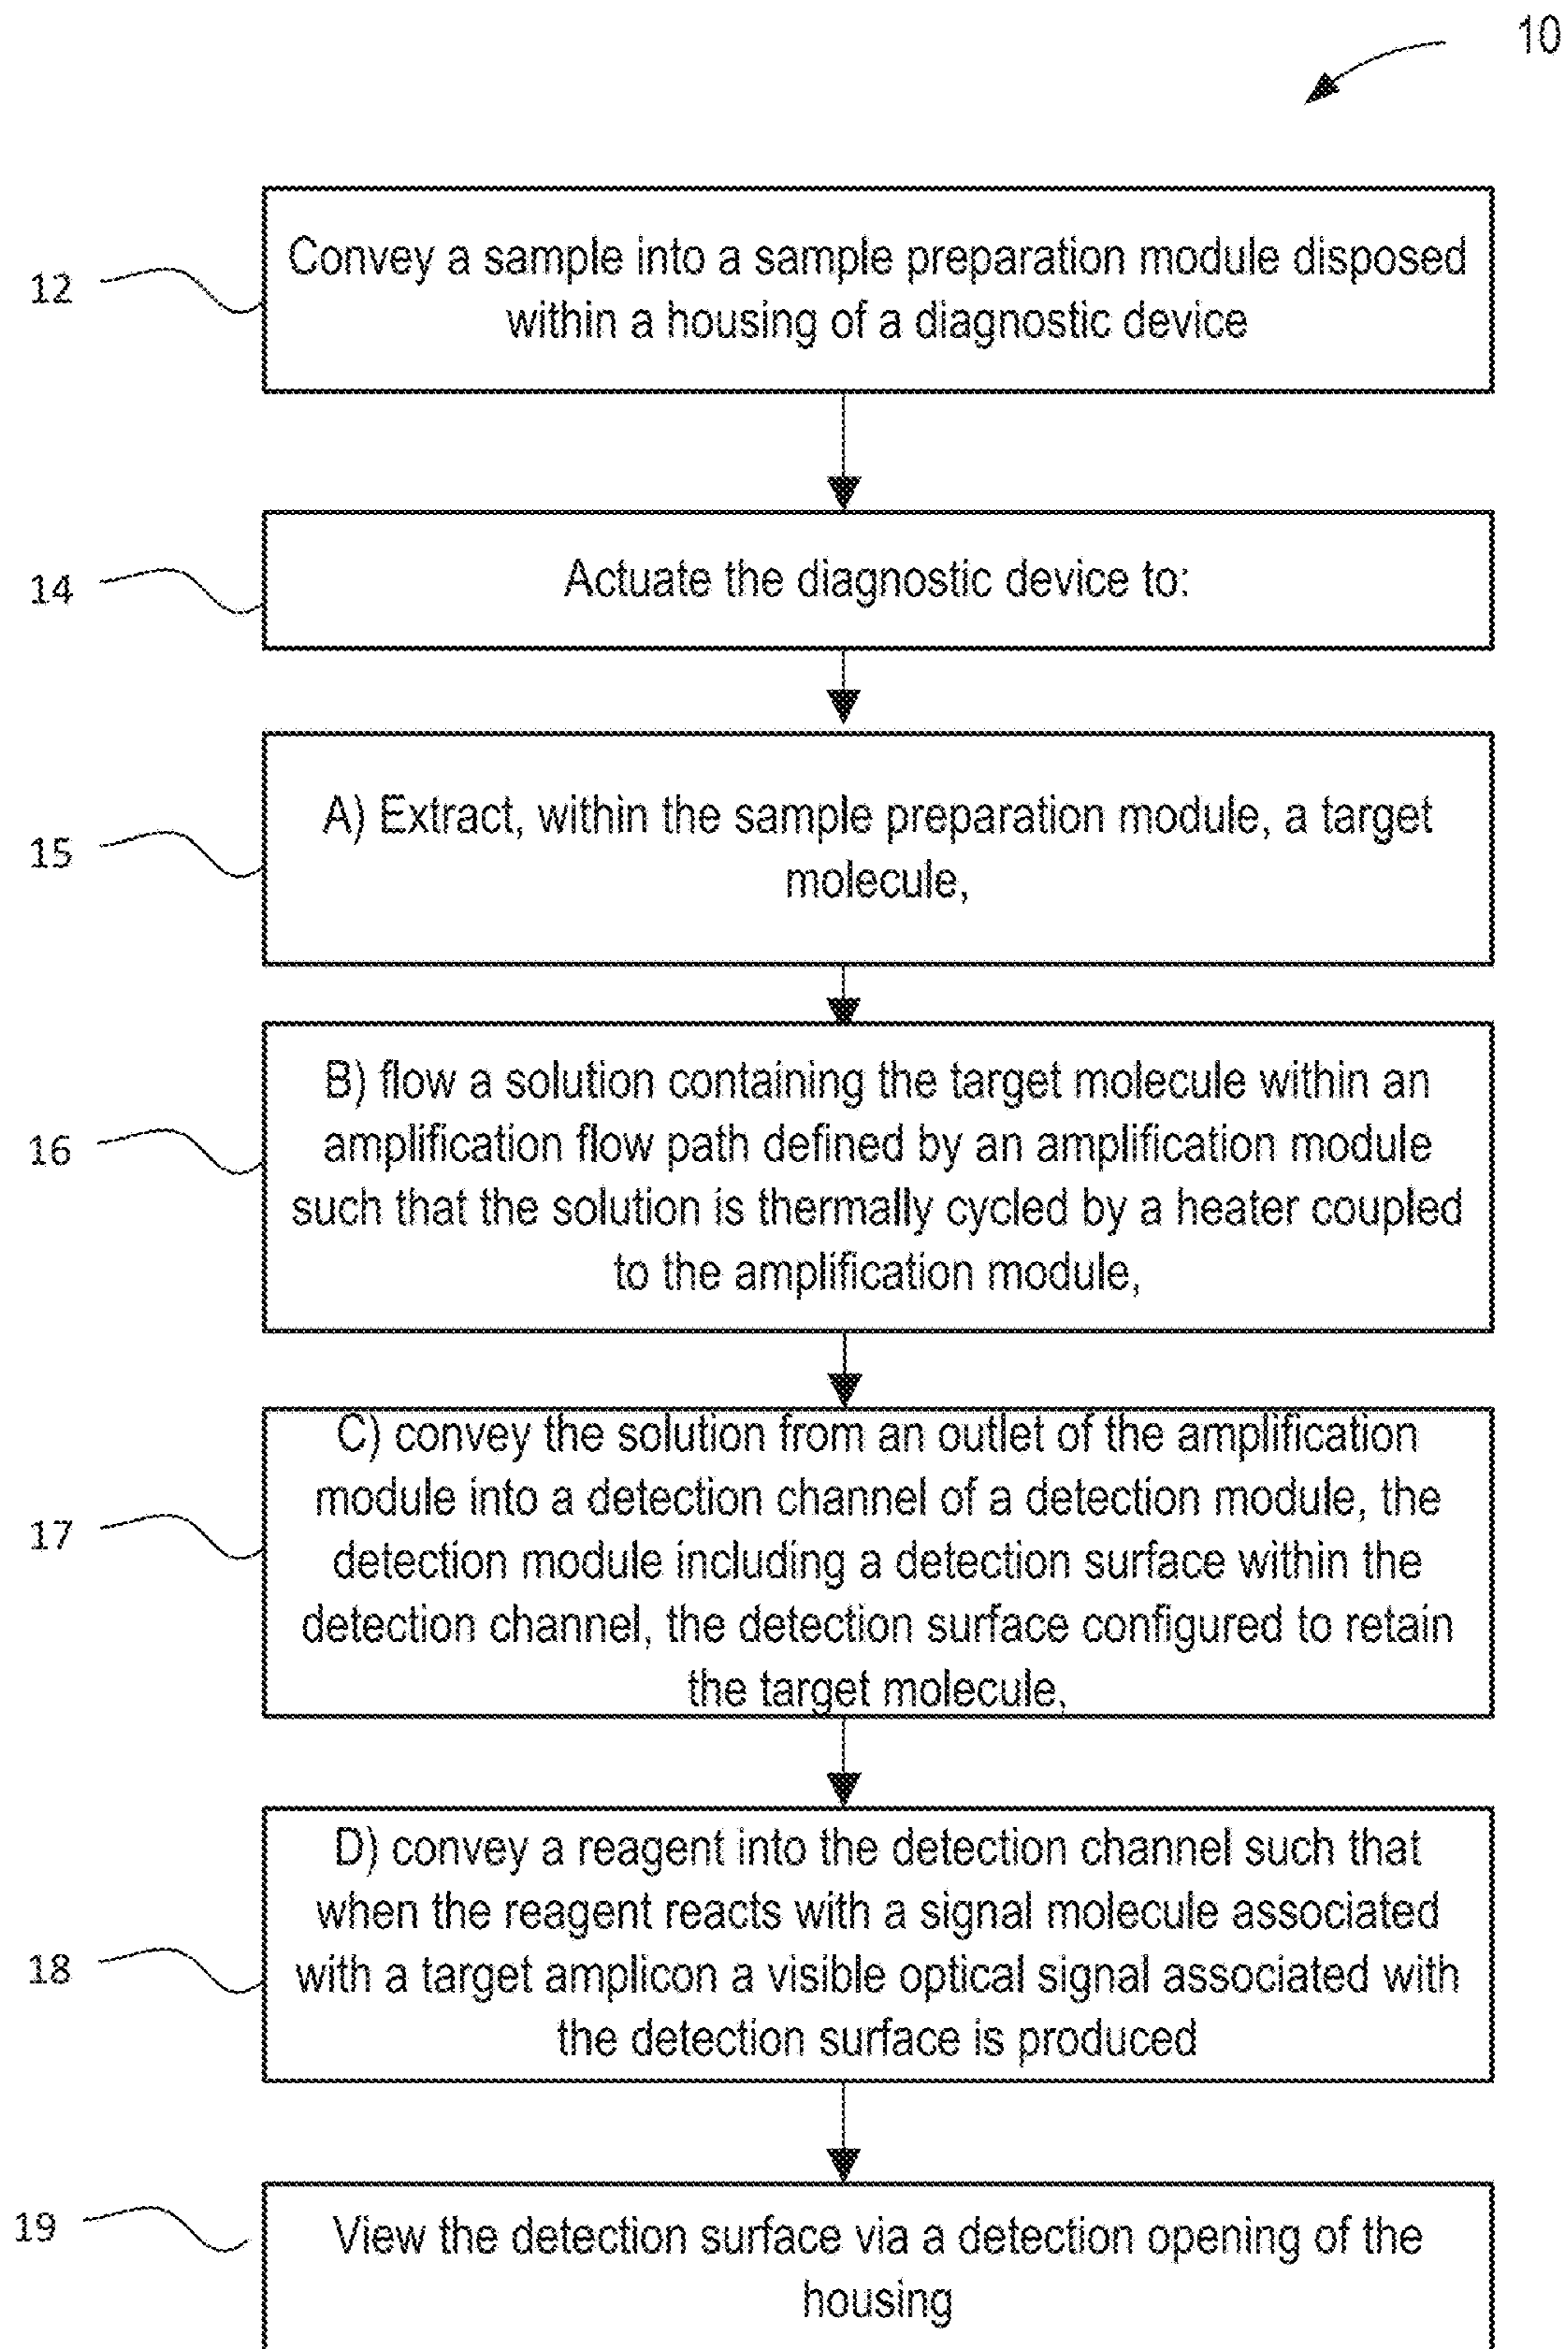 10
12
Convey a sample into a sample preparation module disposed
within a housing of a diagnostic device
14
Actuate the diagnostic device to:
15
A) Extract, within the sample preparation module, a target
molecule,
16
B) flow a solution containing the target molecule within an
amplification flow path defined by an amplification module
such that the solution is thermally cycled by a heater coupled
to the amplification module,
17
C) convey the solution from an outlet of the amplification
module into a detection channel of a detection module, the
detection module including a detection surface within the
detection channel, the detection surface configured to retain
the target molecule,
18
D) convey a reagent into the detection channel such that
when the reagent reacts with a signal molecule associated
with a target amplicon a visible optical signal associated with
the detection surface is produced
19
View the detection surface via a detection opening of the
housing